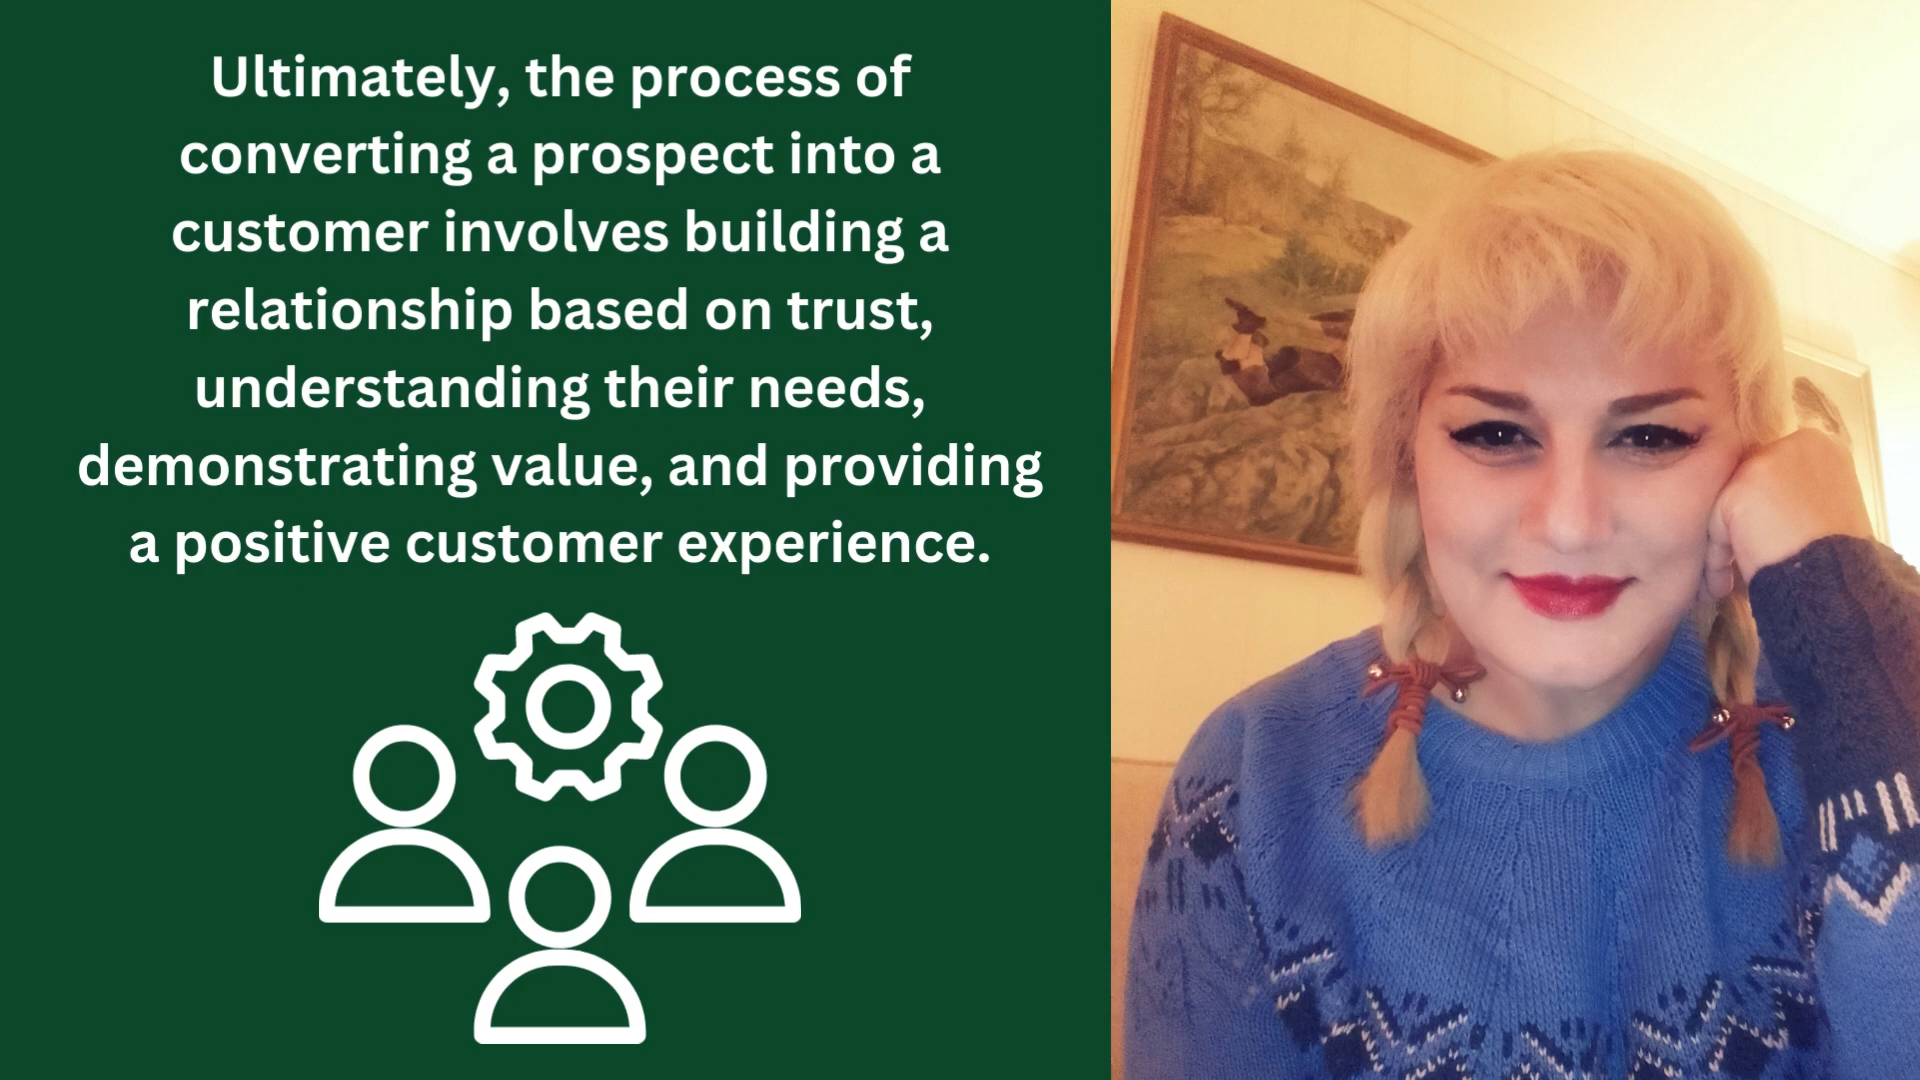 Ultimately, the process of
converting a prospect into a
customer involves building a
relationship based on trust,
understanding their needs,
demonstrating value, and providing
a positive customer experience.